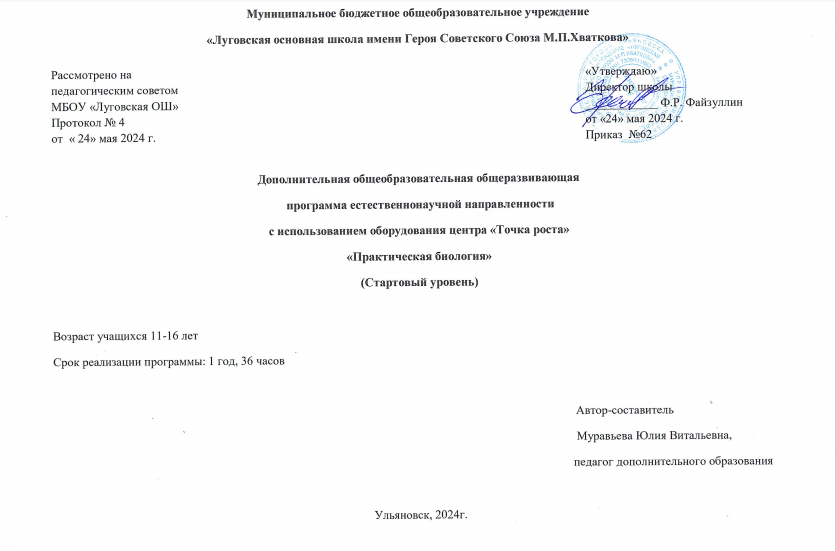 Муниципальное бюджетное общеобразовательное учреждение
«Луговская основная школа имени Героя Советского Союза М.П.Хваткова»
Рассмотрено на
педагогическим советом
МБОУ «Луговская ОШ»
Протокол № 4
от « 24» мая 2024 г.
«Утверждаю»
Директор школы
Ф.Р. Файзуллин
от «24» мая 2024 г.
Приказ №62
Дополнительная общеобразовательная общеразвивающая
программа естественнонаучной направленности
с использованием оборудования центра «Точка роста»
«Практическая биология»
(Стартовый уровень)
Возраст учащихся 11-16 лет
Срок реализации программы: 1 год, 36 часов
Автор-составитель
Муравьева Юлия Витальевна,
педагог дополнительного образования
Ульяновск, 2024г.